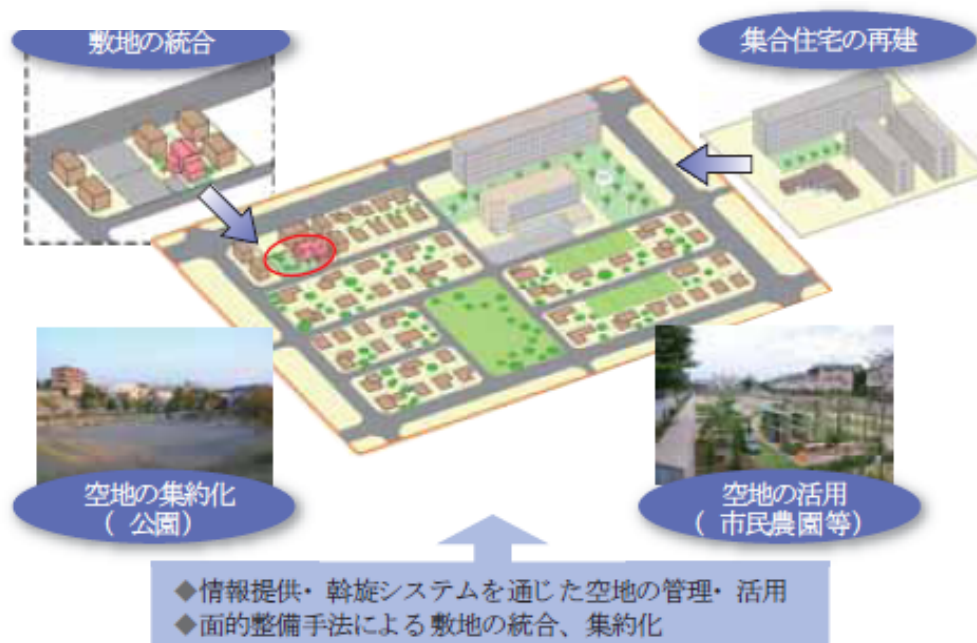 敷地の統合
集合住宅の再建
空地の集約化
（ 公園）
空地の活用
（ 市民農園等）
◆情報提供・斡旋システムを通じた空地の管理・活用
◆面的整備手法による敷地の統合、集約化